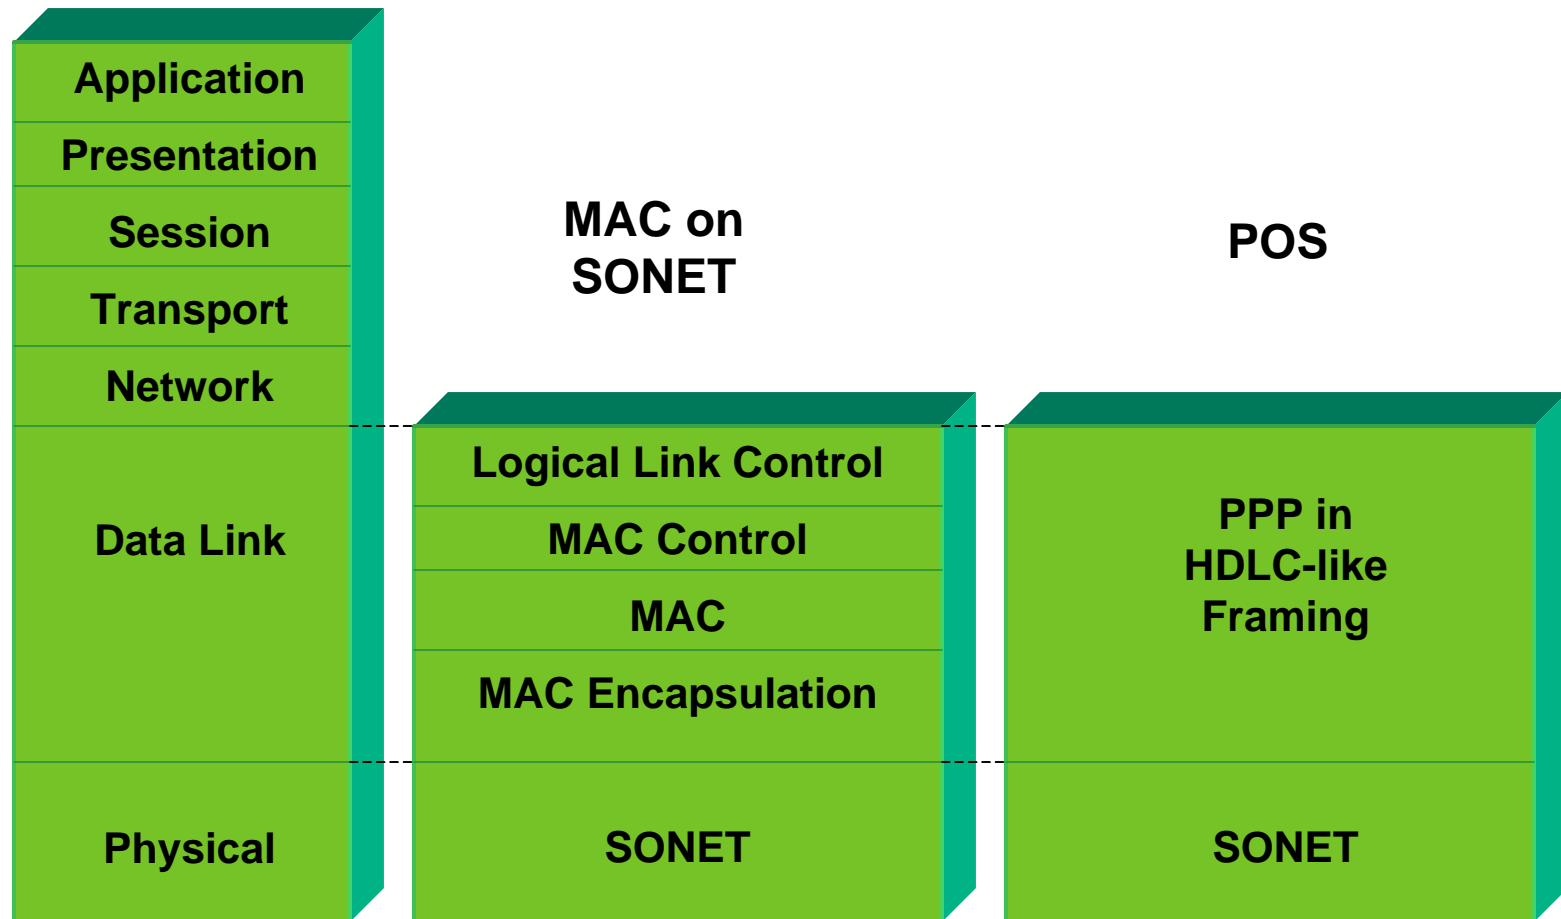 Application
Presentation
Session
Transport
Network
Data Link
Physical
MAC on
SONET
Logical Link Control
MAC Control
MAC
MAC Encapsulation
SONET
POS
PPP in
HDLC-like
Framing
SONET